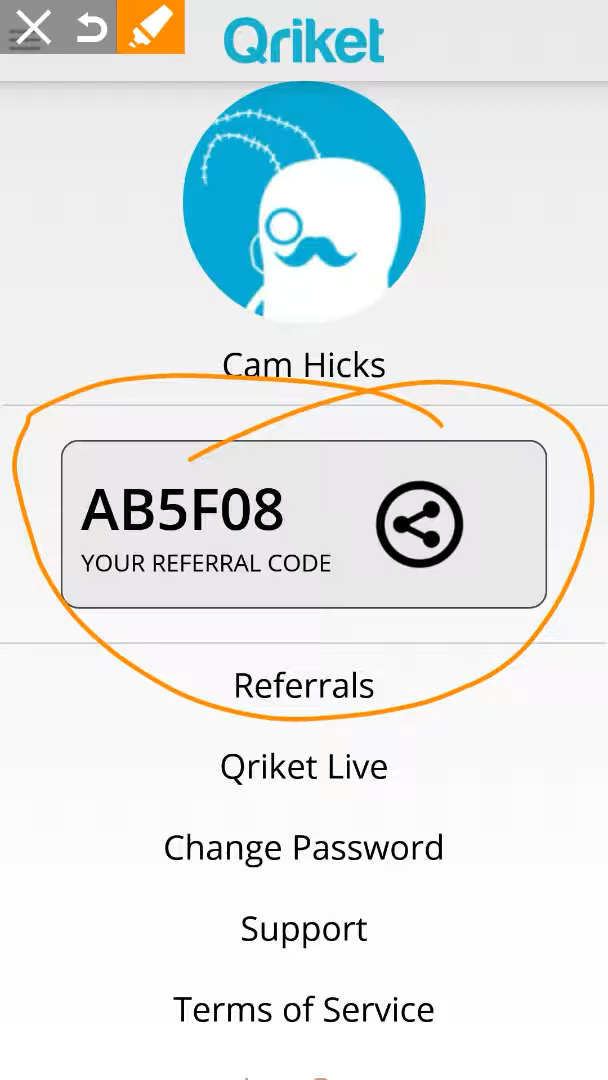 Qriket
Cam Hicks
AB5F08
YOUR REFERRAL CODE
Referrals
Qriket Live
Change Password
Support
Terms of Service